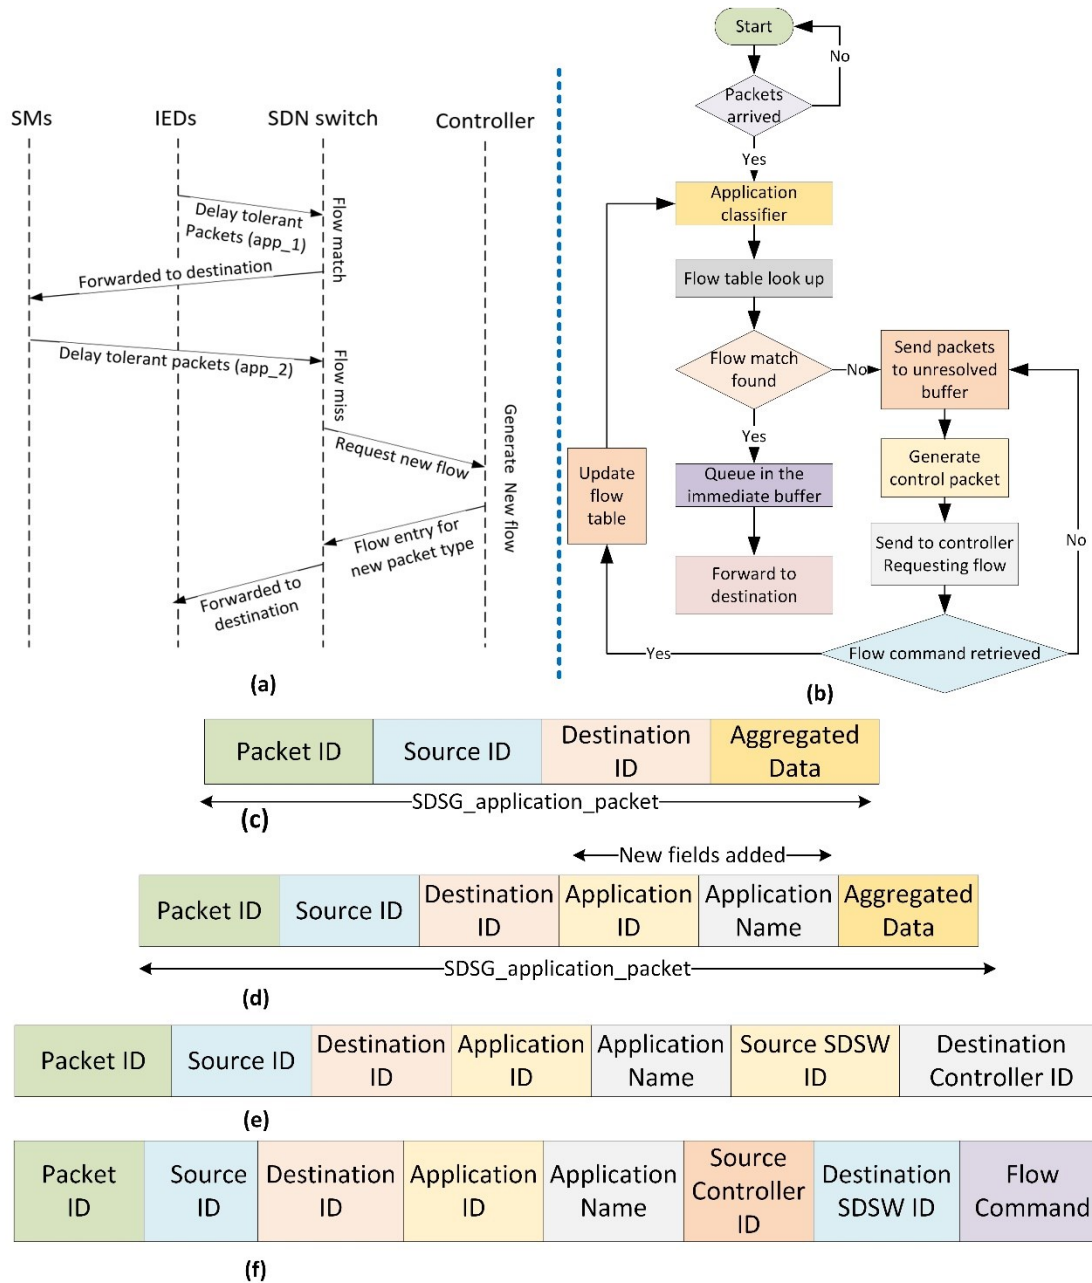 SMs
IEDs
SDN switch
Controller
Delay tolerant
Packets (app_1)
Flow match
Forwarded to destination
Delay tolerant packets (app_2)
Flow miss
Request new flow
Generate New flow
Flow entry for
new packet type
Forwarded to
destination
(a)
Start
No
Packets
arrived
Yes
Application
classifier
Flow table look up
Flow match
found
No
Send packets
to unresolved
buffer
Yes
Generate
control packet
Queue in the
immediate buffer
Update
flow
table
Send to controller
Requesting flow
No
Forward to
destination
Yes
Flow command retrieved
(b)
Packet ID
Source ID
Destination
ID
Aggregated
Data
SDSG_application_packet
(c)
New fields added
Packet ID
Source ID
Destination
ID
Application
ID
Application
Name
Aggregated
Data
SDSG_application_packet
(d)
Packet ID
Source ID
Destination
ID
Application
ID
Application
Name
Source SDSW
ID
Destination
Controller ID
(e)
Packet
ID
Source
ID
Destination
ID
Application
ID
Application
Name
Source
Controller
ID
Destination
SDSW ID
Flow
Command
(f)